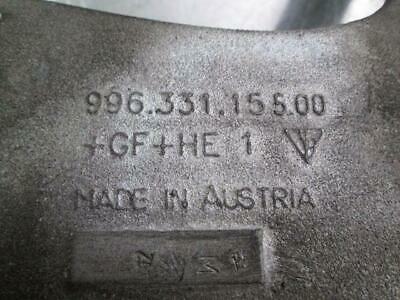 996.331.155.00
+GF+HE 1
MADE IN AUSTRIA